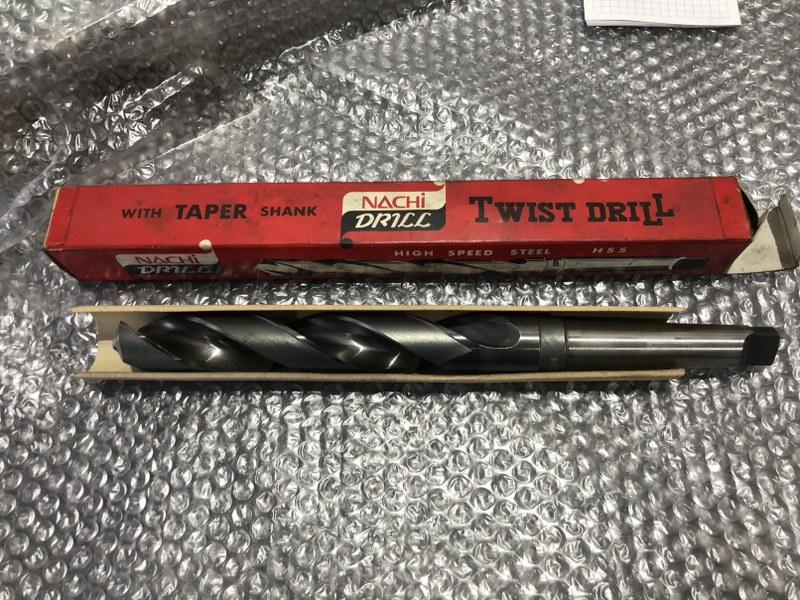 WITH TAPER SHANK
NACHi
DRILL
TWIST DRILL
NACHi
DRILL
HIGH SPEED STEEL HSS